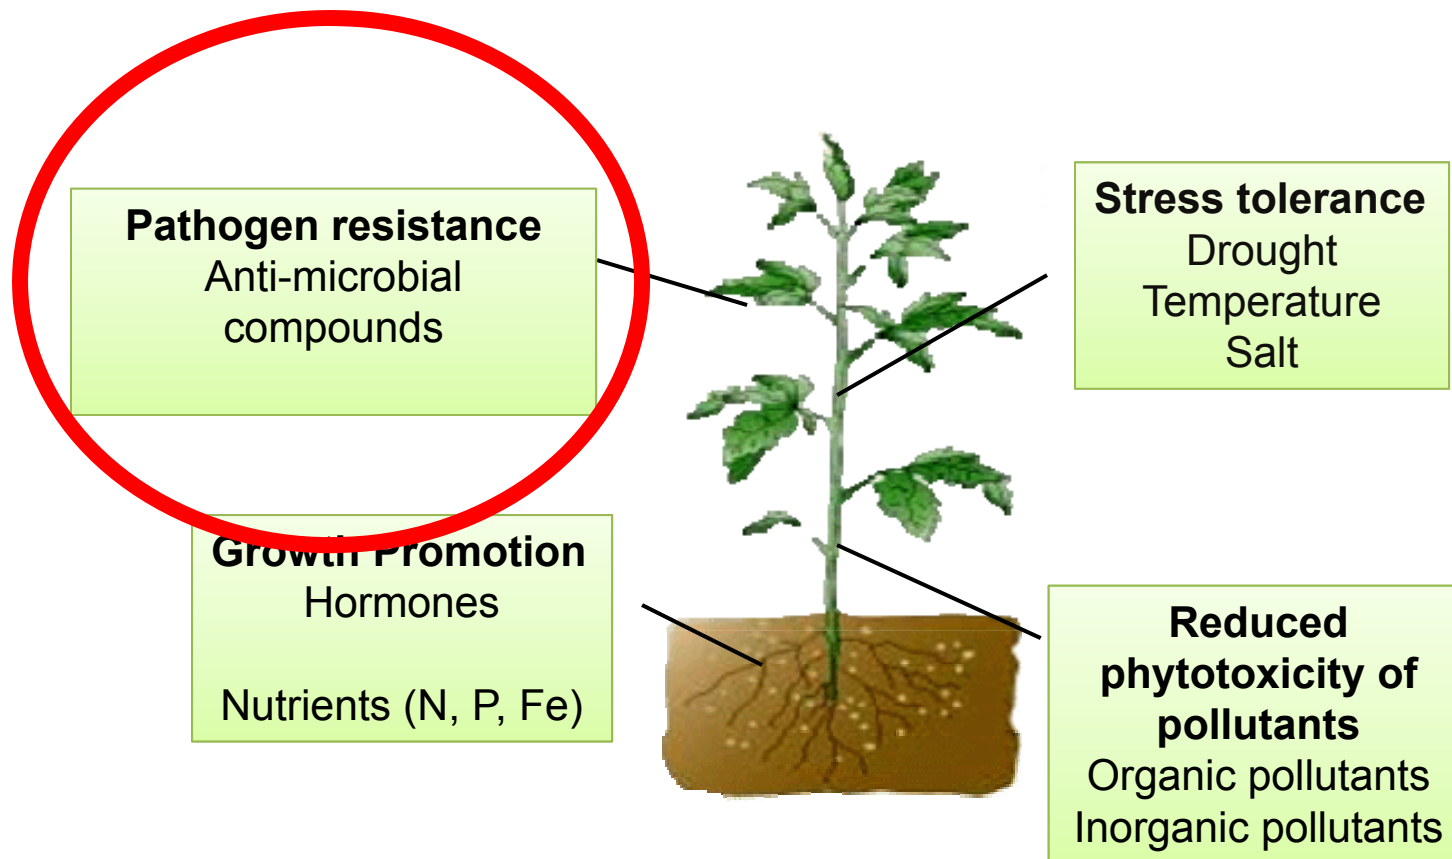 Pathogen resistance
Anti-microbial
compounds
Stress tolerance
Drought
Temperature
Salt
Growth Promotion
Hormones
Nutrients (N, P, Fe)
Reduced
phytotoxicity of
pollutants
Organic pollutants
Inorganic pollutants